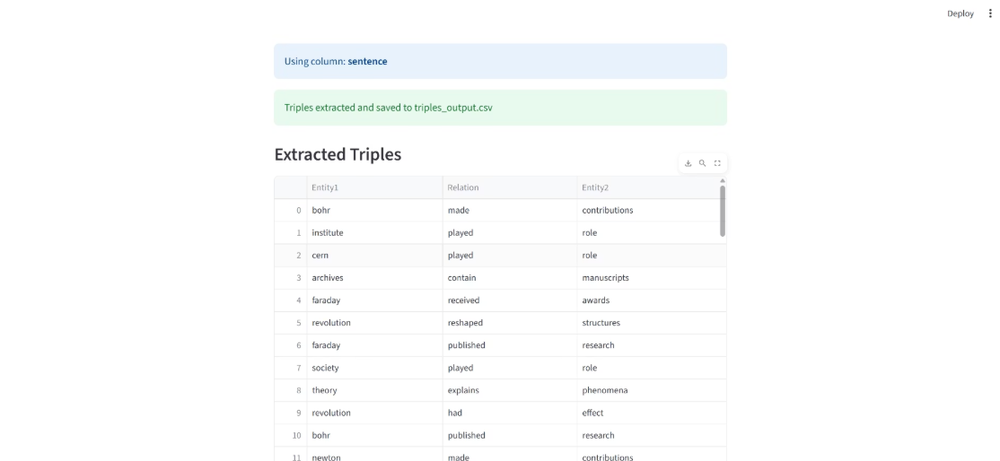 Deploy
Using column: sentence
Triples extracted and saved to triples_output.csv
Extracted Triples
Entity1 Relation Entity2
0 bohr made contributions
1 institute played role
2 cern played role
3 archives contain manuscripts
4 faraday received awards
5 revolution reshaped structures
6 faraday published research
7 society played role
8 theory explains phenomena
9 revolution had effect
10 bohr published research
11 newton made contributions